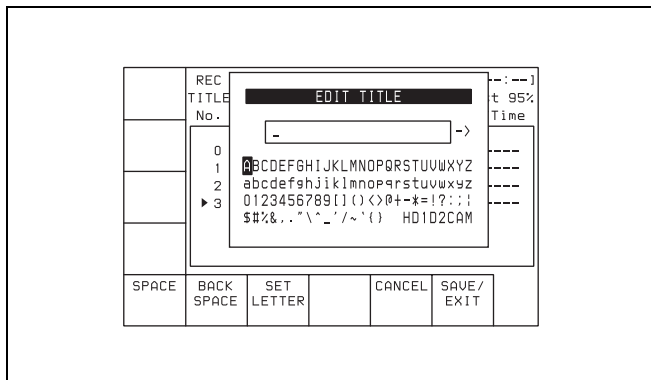 REC --:--]
TITLE EDIT TITLE t 95%
No. Time
_ ->
0 ABCDEFGHIJKLMNOPQRSTUVWXYZ ----
1 abcdefghjiklmnopqrstuvwxyz ----
2 0123456789[]()<>@+-*=!?:;¦ ----
▶ 3 $#%&,."\^_'/~`{} HD1D2CAM ----
SPACE BACK SPACE SET LETTER CANCEL SAVE/ EXIT